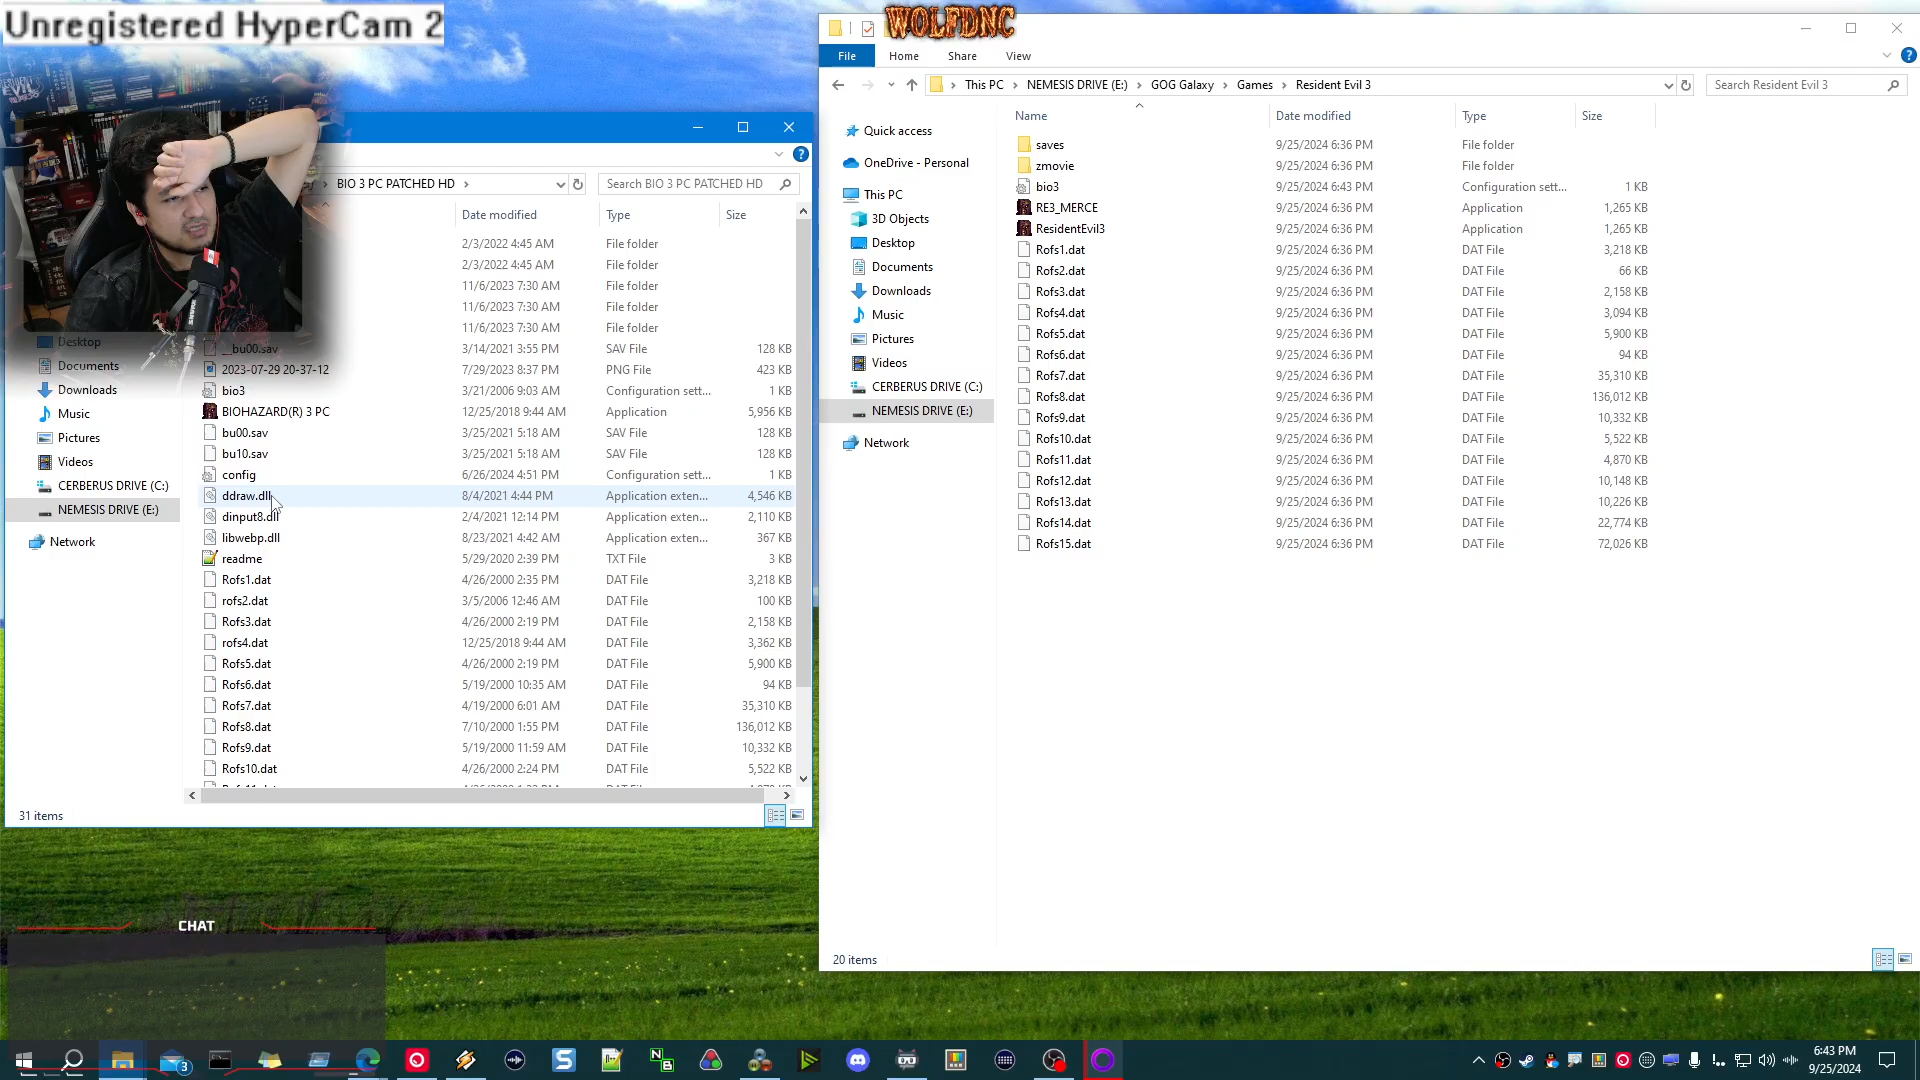 Unregistered HyperCam 2
WOLFDNC
File Home Share View
This PC > NEMESIS DRIVE (E:) > GOG Galaxy > Games > Resident Evil 3
Search Resident Evil 3
Name Date modified Type Size
Quick access
OneDrive - Personal
This PC
3D Objects
Desktop
Documents
Downloads
Music
Pictures
Videos
CERBERUS DRIVE (C:)
NEMESIS DRIVE (E:)
Network
saves 9/25/2024 6:36 PM File folder
zmovie 9/25/2024 6:36 PM File folder
bio3 9/25/2024 6:43 PM Configuration sett... 1 KB
RE3_MERCE 9/25/2024 6:36 PM Application 1,265 KB
ResidentEvil3 9/25/2024 6:36 PM Application 1,265 KB
Rofs1.dat 9/25/2024 6:36 PM DAT File 3,218 KB
Rofs2.dat 9/25/2024 6:36 PM DAT File 66 KB
Rofs3.dat 9/25/2024 6:36 PM DAT File 2,158 KB
Rofs4.dat 9/25/2024 6:36 PM DAT File 3,094 KB
Rofs5.dat 9/25/2024 6:36 PM DAT File 5,900 KB
Rofs6.dat 9/25/2024 6:36 PM DAT File 94 KB
Rofs7.dat 9/25/2024 6:36 PM DAT File 35,310 KB
Rofs8.dat 9/25/2024 6:36 PM DAT File 136,012 KB
Rofs9.dat 9/25/2024 6:36 PM DAT File 10,332 KB
Rofs10.dat 9/25/2024 6:36 PM DAT File 5,522 KB
Rofs11.dat 9/25/2024 6:36 PM DAT File 4,870 KB
Rofs12.dat 9/25/2024 6:36 PM DAT File 10,148 KB
Rofs13.dat 9/25/2024 6:36 PM DAT File 10,226 KB
Rofs14.dat 9/25/2024 6:36 PM DAT File 22,774 KB
Rofs15.dat 9/25/2024 6:36 PM DAT File 72,026 KB
20 items
> BIO 3 PC PATCHED HD >
Search BIO 3 PC PATCHED HD
Date modified Type Size
2/3/2022 4:45 AM File folder
2/3/2022 4:45 AM File folder
11/6/2023 7:30 AM File folder
11/6/2023 7:30 AM File folder
11/6/2023 7:30 AM File folder
__bu00.sav 3/14/2021 3:55 PM SAV File 128 KB
2023-07-29 20-37-12 7/29/2023 8:37 PM PNG File 423 KB
bio3 3/21/2006 9:03 AM Configuration sett... 1 KB
BIOHAZARD(R) 3 PC 12/25/2018 9:44 AM Application 5,956 KB
bu00.sav 3/25/2021 5:18 AM SAV File 128 KB
bu10.sav 3/25/2021 5:18 AM SAV File 128 KB
config 6/26/2024 4:51 PM Configuration sett... 1 KB
ddraw.dll 8/4/2021 4:44 PM Application exten... 4,546 KB
dinput8.dll 2/4/2021 12:14 PM Application exten... 2,110 KB
libwebp.dll 8/23/2021 4:42 AM Application exten... 367 KB
readme 5/29/2020 2:39 PM TXT File 3 KB
Rofs1.dat 4/26/2000 2:35 PM DAT File 3,218 KB
rofs2.dat 3/5/2006 12:46 AM DAT File 100 KB
Rofs3.dat 4/26/2000 2:19 PM DAT File 2,158 KB
rofs4.dat 12/25/2018 9:44 AM DAT File 3,362 KB
Rofs5.dat 4/26/2000 2:19 PM DAT File 5,900 KB
Rofs6.dat 5/19/2000 10:35 AM DAT File 94 KB
Rofs7.dat 4/19/2000 6:01 AM DAT File 35,310 KB
Rofs8.dat 7/10/2000 1:55 PM DAT File 136,012 KB
Rofs9.dat 5/19/2000 11:59 AM DAT File 10,332 KB
Rofs10.dat 4/26/2000 2:24 PM DAT File 5,522 KB
Desktop
Documents
Downloads
Music
Pictures
Videos
CERBERUS DRIVE (C:)
NEMESIS DRIVE (E:)
Network
31 items
CHAT
3
6:43 PM
9/25/2024